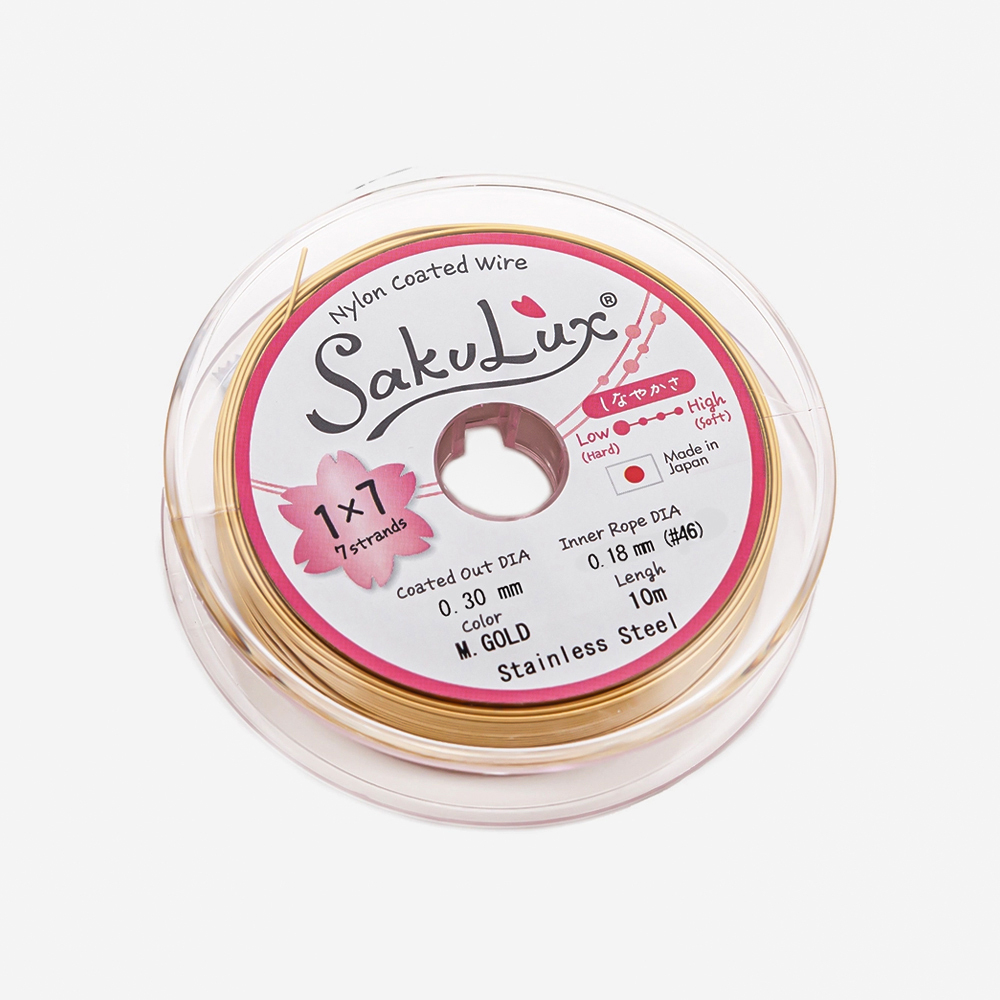 Nylon Coated Wire
SakuLux®
しなやかさ
Low High
(Hard) (Soft)
Made in
Japan
1×7
7strands
Coated Out DIA
0.30 mm
Color
M. GOLD
Inner Rope DIA
0.18 mm (#46)
Lengh
10m
Stainless Steel